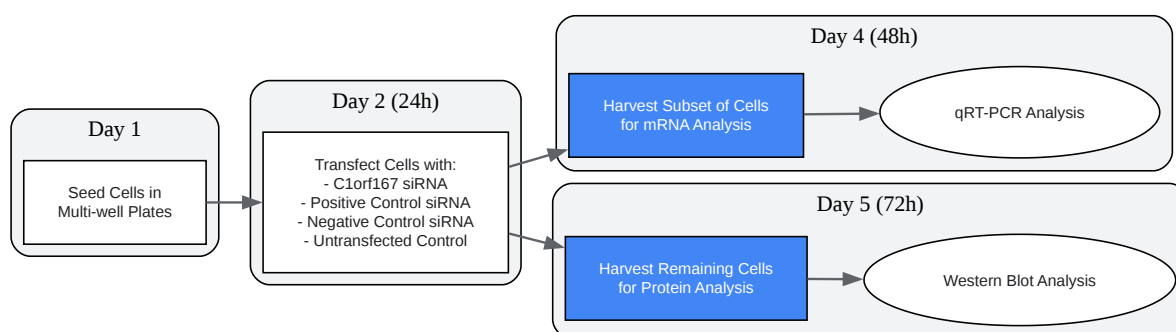 Day 1
Seed Cells in
Multi-well Plates
Day 2 (24h)
Transfect Cells with:
- C1orf167 siRNA
- Positive Control siRNA
- Negative Control siRNA
- Untransfected Control
Day 4 (48h)
Harvest Subset of Cells
for mRNA Analysis
qRT-PCR Analysis
Day 5 (72h)
Harvest Remaining Cells
for Protein Analysis
Western Blot Analysis